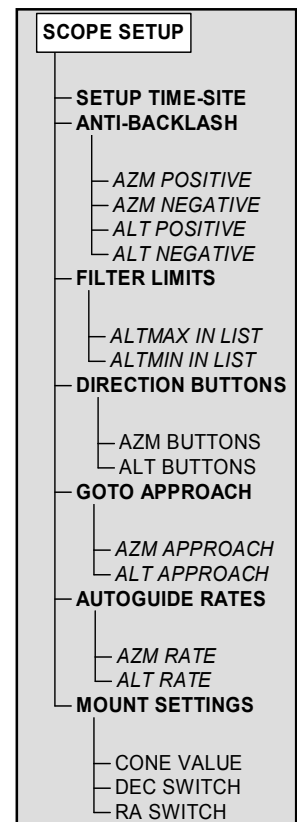 SCOPE SETUP
SETUP TIME-SITE
ANTI-BACKLASH
AZM POSITIVE
AZM NEGATIVE
ALT POSITIVE
ALT NEGATIVE
FILTER LIMITS
ALTMAX IN LIST
ALTMIN IN LIST
DIRECTION BUTTONS
AZM BUTTONS
ALT BUTTONS
GOTO APPROACH
AZM APPROACH
ALT APPROACH
AUTOGUIDE RATES
AZM RATE
ALT RATE
MOUNT SETTINGS
CONE VALUE
DEC SWITCH
RA SWITCH